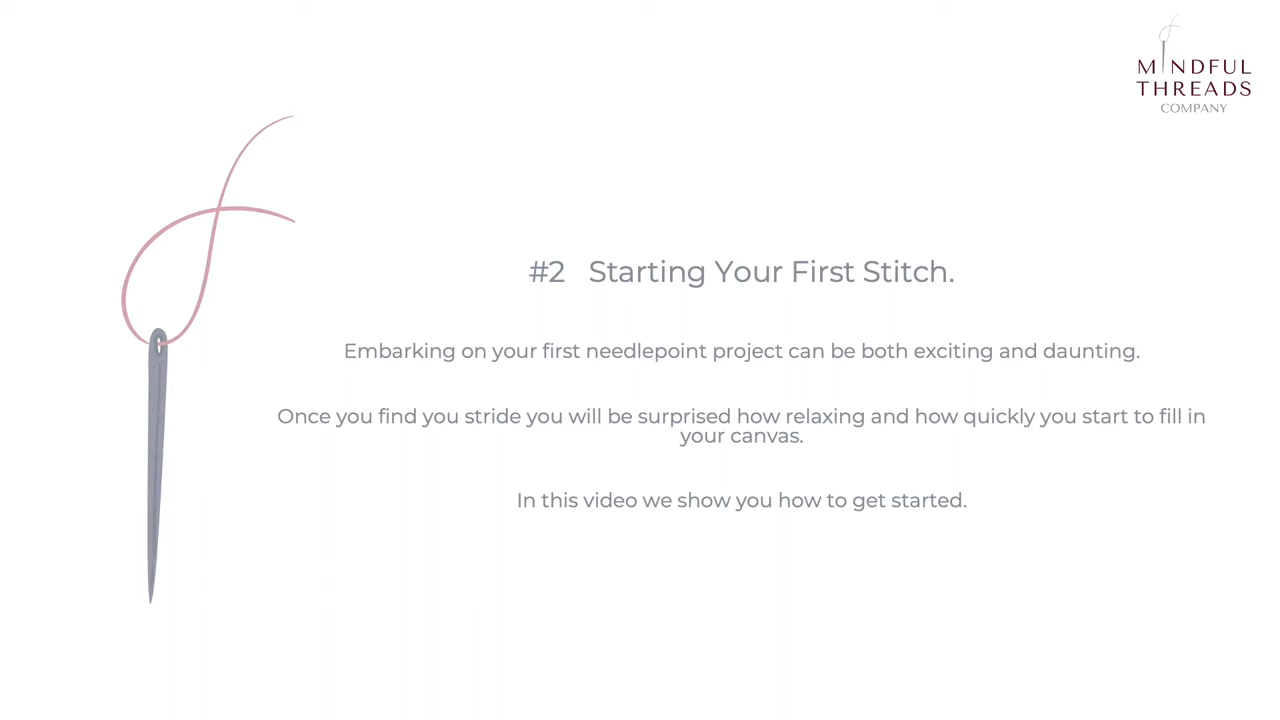 MINDFUL
THREADS
COMPANY
#2 Starting Your First Stitch.
Embarking on your first needlepoint project can be both exciting and daunting.
Once you find you stride you will be surprised how relaxing and how quickly you start to fill in
your canvas.
In this video we show you how to get started.